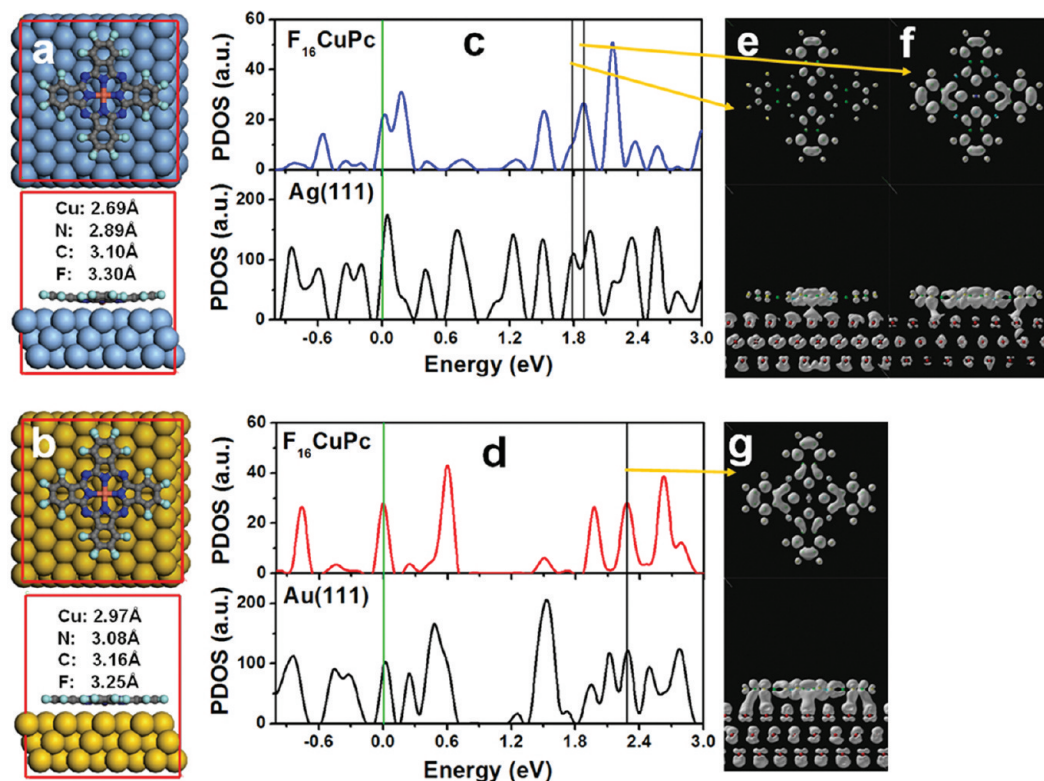 a
Cu: 2.69Å
N: 2.89Å
C: 3.10Å
F: 3.30Å
60
40
20
0
PDOS (a.u.)
F16CuPc
c
200
100
0
PDOS (a.u.)
Ag(111)
-0.6 0.0 0.6 1.2 1.8 2.4 3.0
Energy (eV)
e
f
b
Cu: 2.97Å
N: 3.08Å
C: 3.16Å
F: 3.25Å
60
40
20
0
PDOS (a.u.)
F16CuPc
d
200
100
0
PDOS (a.u.)
Au(111)
-0.6 0.0 0.6 1.2 1.8 2.4 3.0
Energy (eV)
g